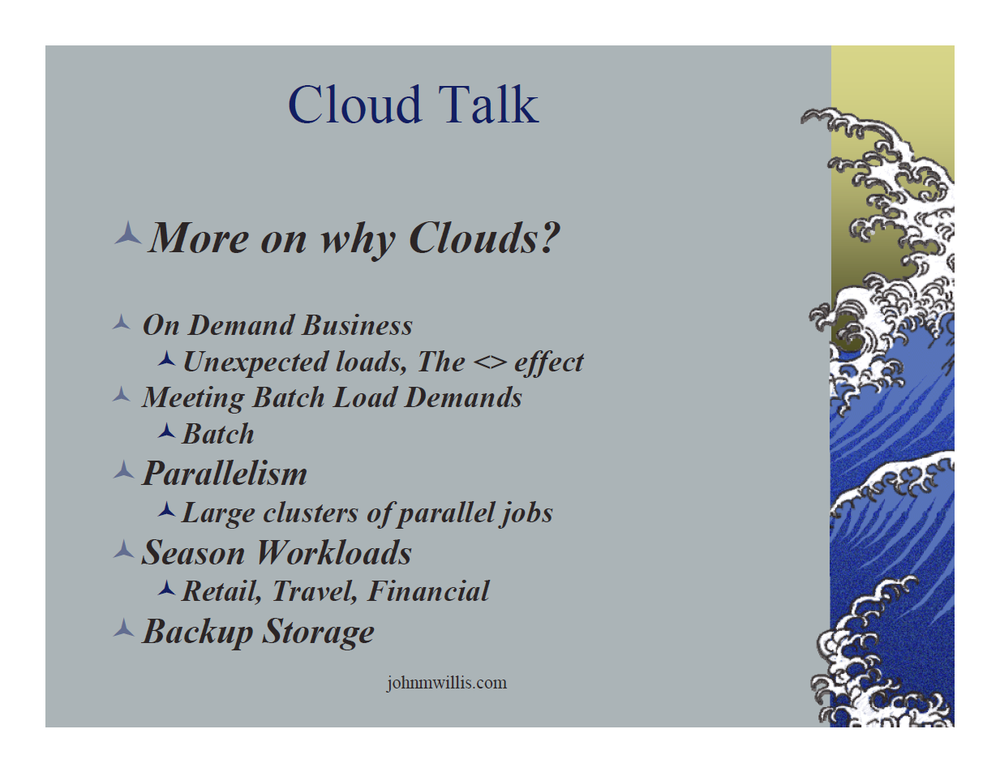 Cloud Talk
More on why Clouds?
On Demand Business
Unexpected loads, The <> effect
Meeting Batch Load Demands
Batch
Parallelism
Large clusters of parallel jobs
Season Workloads
Retail, Travel, Financial
Backup Storage
johnmwillis.com